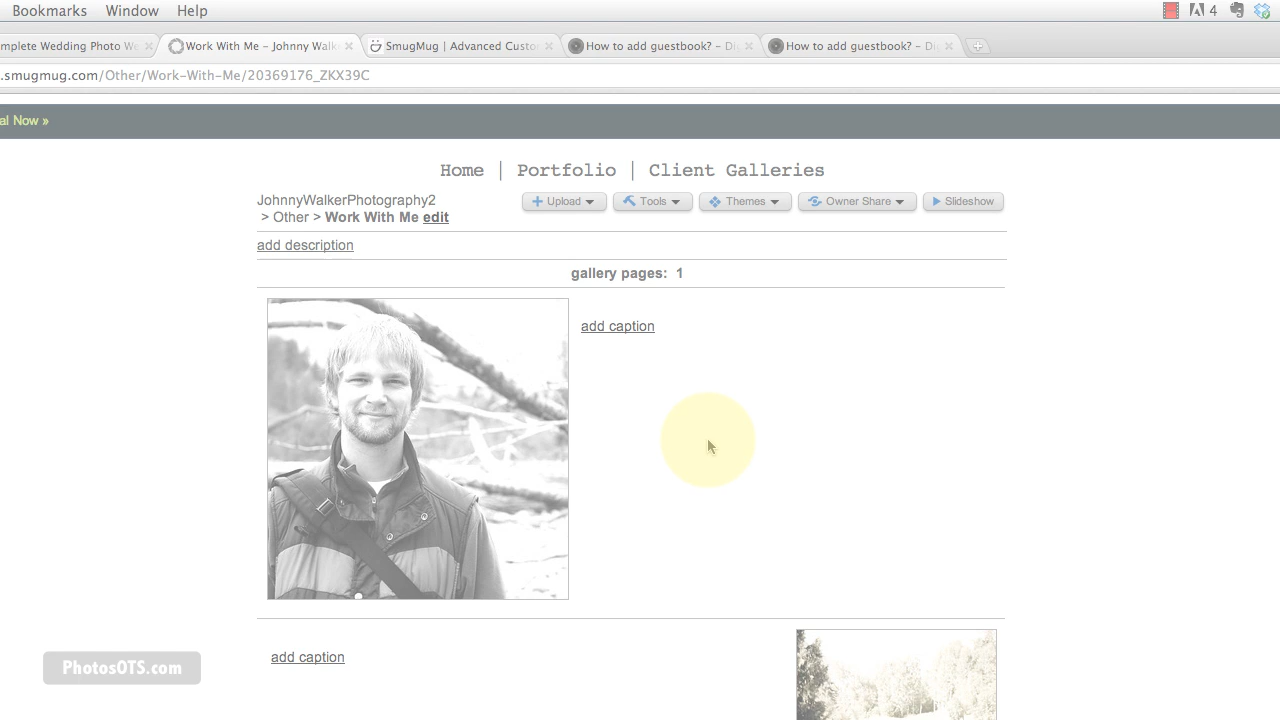 Bookmarks Window Help 4
mplete Wedding Photo We Work With Me – Johnny Walk SmugMug | Advanced Custo How to add guestbook? – Di How to add guestbook? – Di
.smugmug.com/Other/Work-With-Me/20369176_ZKX39C
al Now »
Home | Portfolio | Client Galleries
JohnnyWalkerPhotography2
Upload Tools Themes Owner Share Slideshow
> Other > Work With Me edit
add description
gallery pages: 1
add caption
add caption
PhotosOTS.com